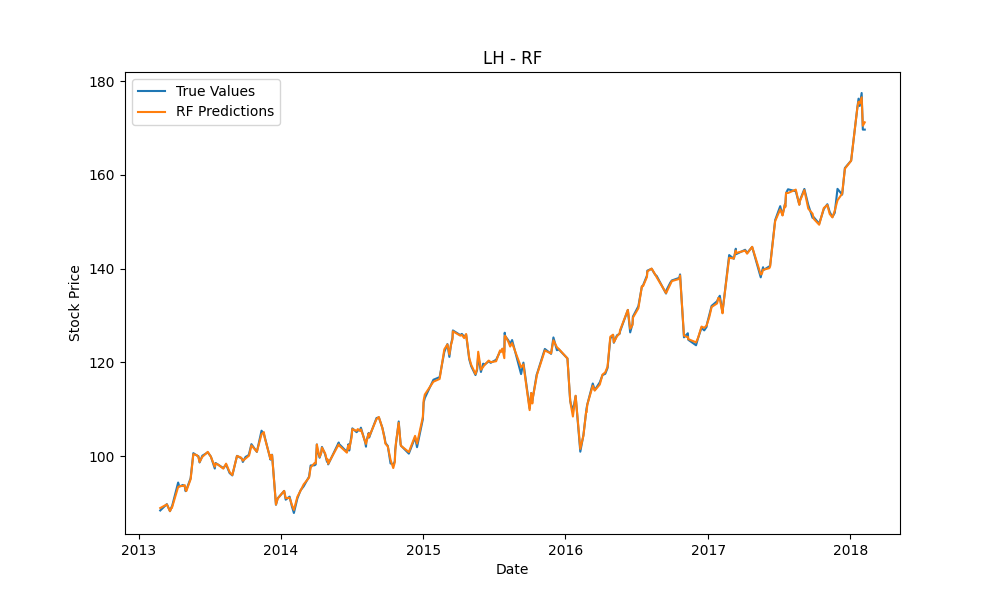 LH - RF
True Values
RF Predictions
180
160
140
120
100
Stock Price
2013 2014 2015 2016 2017 2018
Date